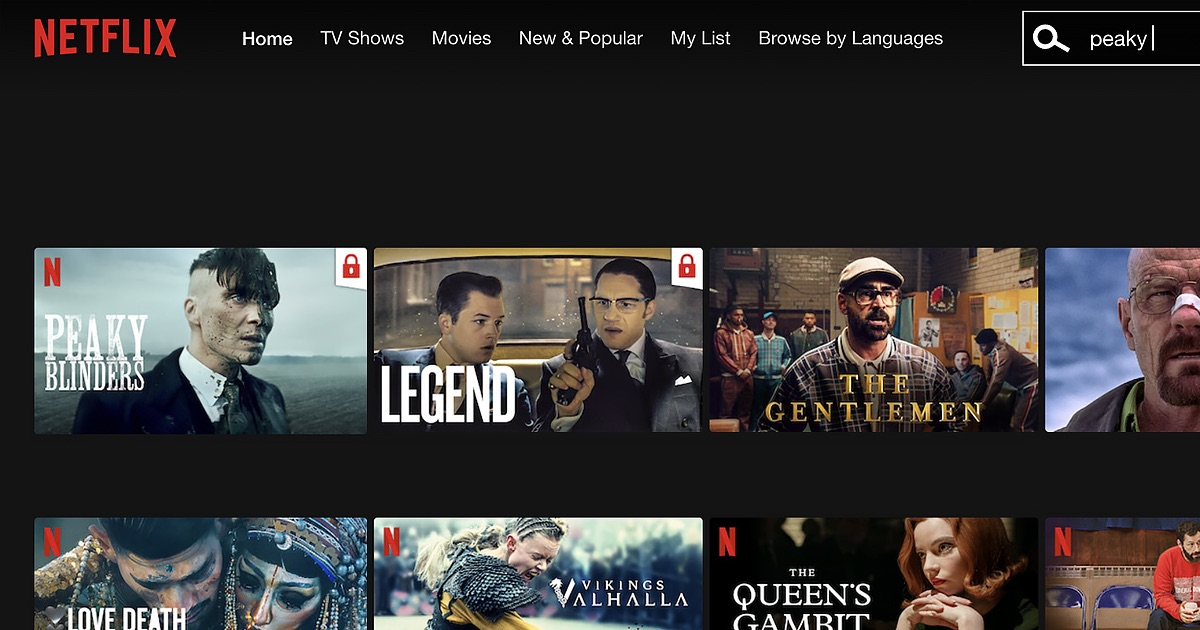 NETFLIX
Home
TV Shows
Movies
New & Popular
My List
Browse by Languages
peaky
N
PEAKY
BLINDERS
LEGEND
THE
GENTLEMEN
N
LOVE DEATH
N
VIKINGS
VALHALLA
N
THE
QUEEN'S
GAMBIT
N